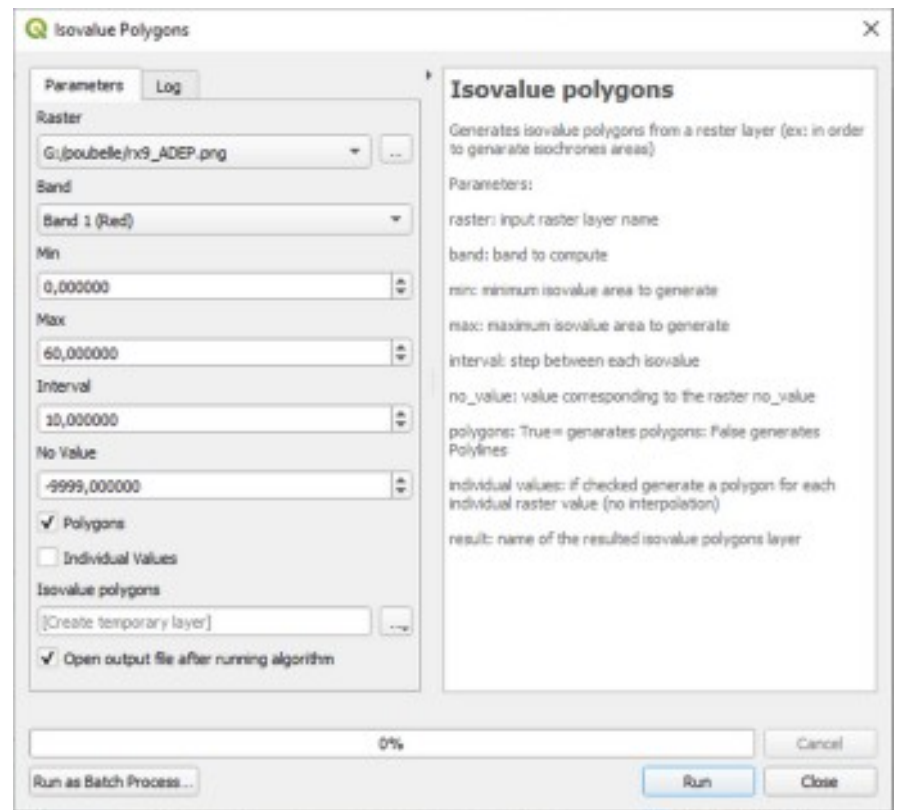 Isovalue Polygons
Parameters
Log
Raster
G:/poubelle/rx9_ADEP.png
...
Band
Band 1 (Red)
Min
0,000000
Max
60,000000
Interval
10,000000
No Value
-9999,000000
Polygons
Individual Values
Isovalue polygons
[Create temporary layer]
...
Open output file after running algorithm
Isovalue polygons
Generates isovalue polygons from a rester layer (ex: in order
to genarate isochrones areas)
Parameters:
raster: input raster layer name
band: band to compute
min: minimum isovalue area to generate
max: maximum isovalue area to generate
interval: step between each isovalue
no_value: value corresponding to the raster no_value
polygons: True= genarates polygons: False generates
Polylines
individual values: if checked generate a polygon for each
individual raster value (no interpolation)
result: name of the resulted isovalue polygons layer
0%
Cancel
Run as Batch Process...
Run
Close